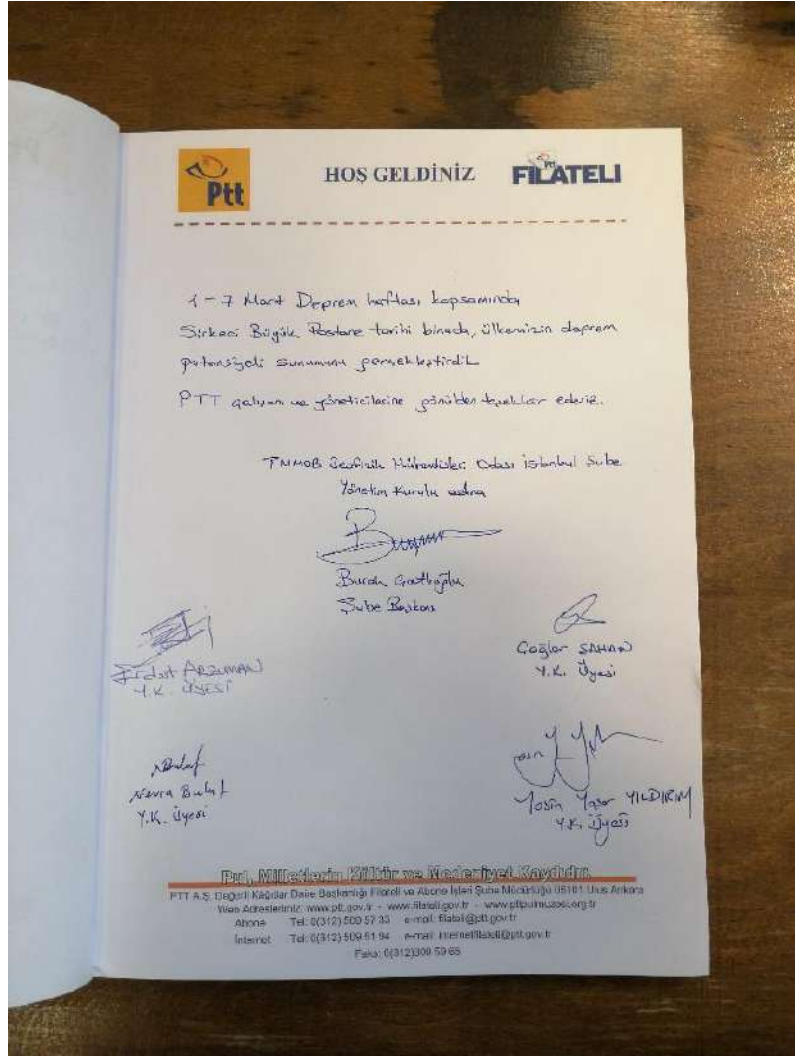 Ptt
HOŞ GELDİNİZ
FİLATELI
1-7 Mart Deprem haftası kapsamında
Sirkeci Büyük Postane tarihi binada, ülkemizin deprem
potansiyeli sunumunu gerçekleştirdik
PTT çalışanı ve yöneticilerine gönülden teşekkür ederiz.
TMMOB Jeofizik Mühendisleri Odası İstanbul Şube
Yönetim Kurulu adına
Burak
Şube Başkanı
ARZUMAN
Y.K. ÜYESİ
Çağlar ŞAHAN
Y.K. Üyesi
NBulut
Nevra Bulut
Y.K. Üyesi
Yasin Yaşar YILDIRIM
Y.K. Üyesi
Pul, Milletlerin Kültür ve Medeniyet Kaydıdır.
PTT A.Ş. Değerli Kağıtlar Daire Başkanlığı Filateli ve Abone İşleri Şube Müdürlüğü 06101 Ulus Ankara
Web Adreslerimiz: www.ptt.gov.tr - www.filateli.gov.tr - www.pttpulmuzesi.org.tr
Abone Tel: 0(312) 509 57 33 e-mail: filateli@ptt.gov.tr
İnternet Tel: 0(312) 509 51 94 e-mail: internetfilateli@ptt.gov.tr
Faks: 0(312)309 59 65